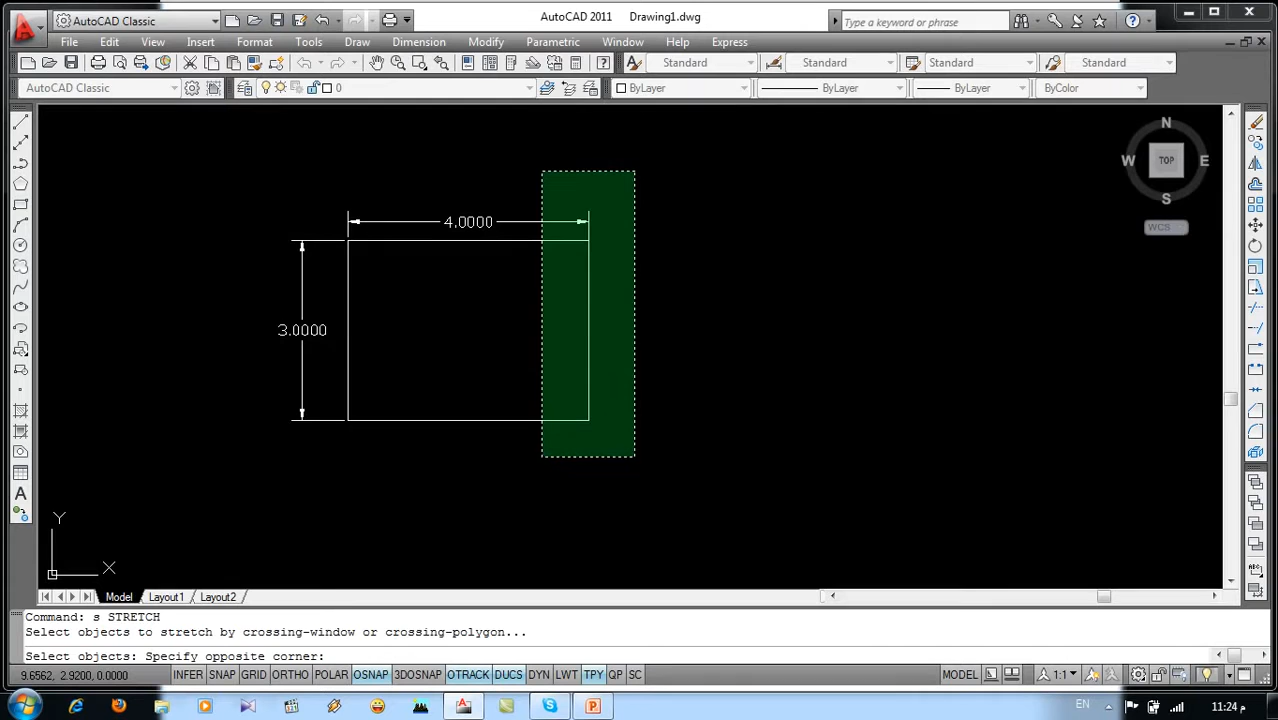 AutoCAD Classic
AutoCAD 2011 Drawing1.dwg
Type a keyword or phrase
File Edit View Insert Format Tools Draw Dimension Modify Parametric Window Help Express
Standard Standard Standard Standard
AutoCAD Classic 0 ByLayer ByLayer ByLayer ByColor
N
W TOP E
S
WCS
4.0000
3.0000
Y
X
Model Layout1 Layout2
Command: s STRETCH
Select objects to stretch by crossing-window or crossing-polygon...
Select objects: Specify opposite corner:
9.6562, 2.9200, 0.0000 INFER SNAP GRID ORTHO POLAR OSNAP 3DOSNAP OTRACK DUCS DYN LWT TPY QP SC MODEL 1:1
EN 11:24 م